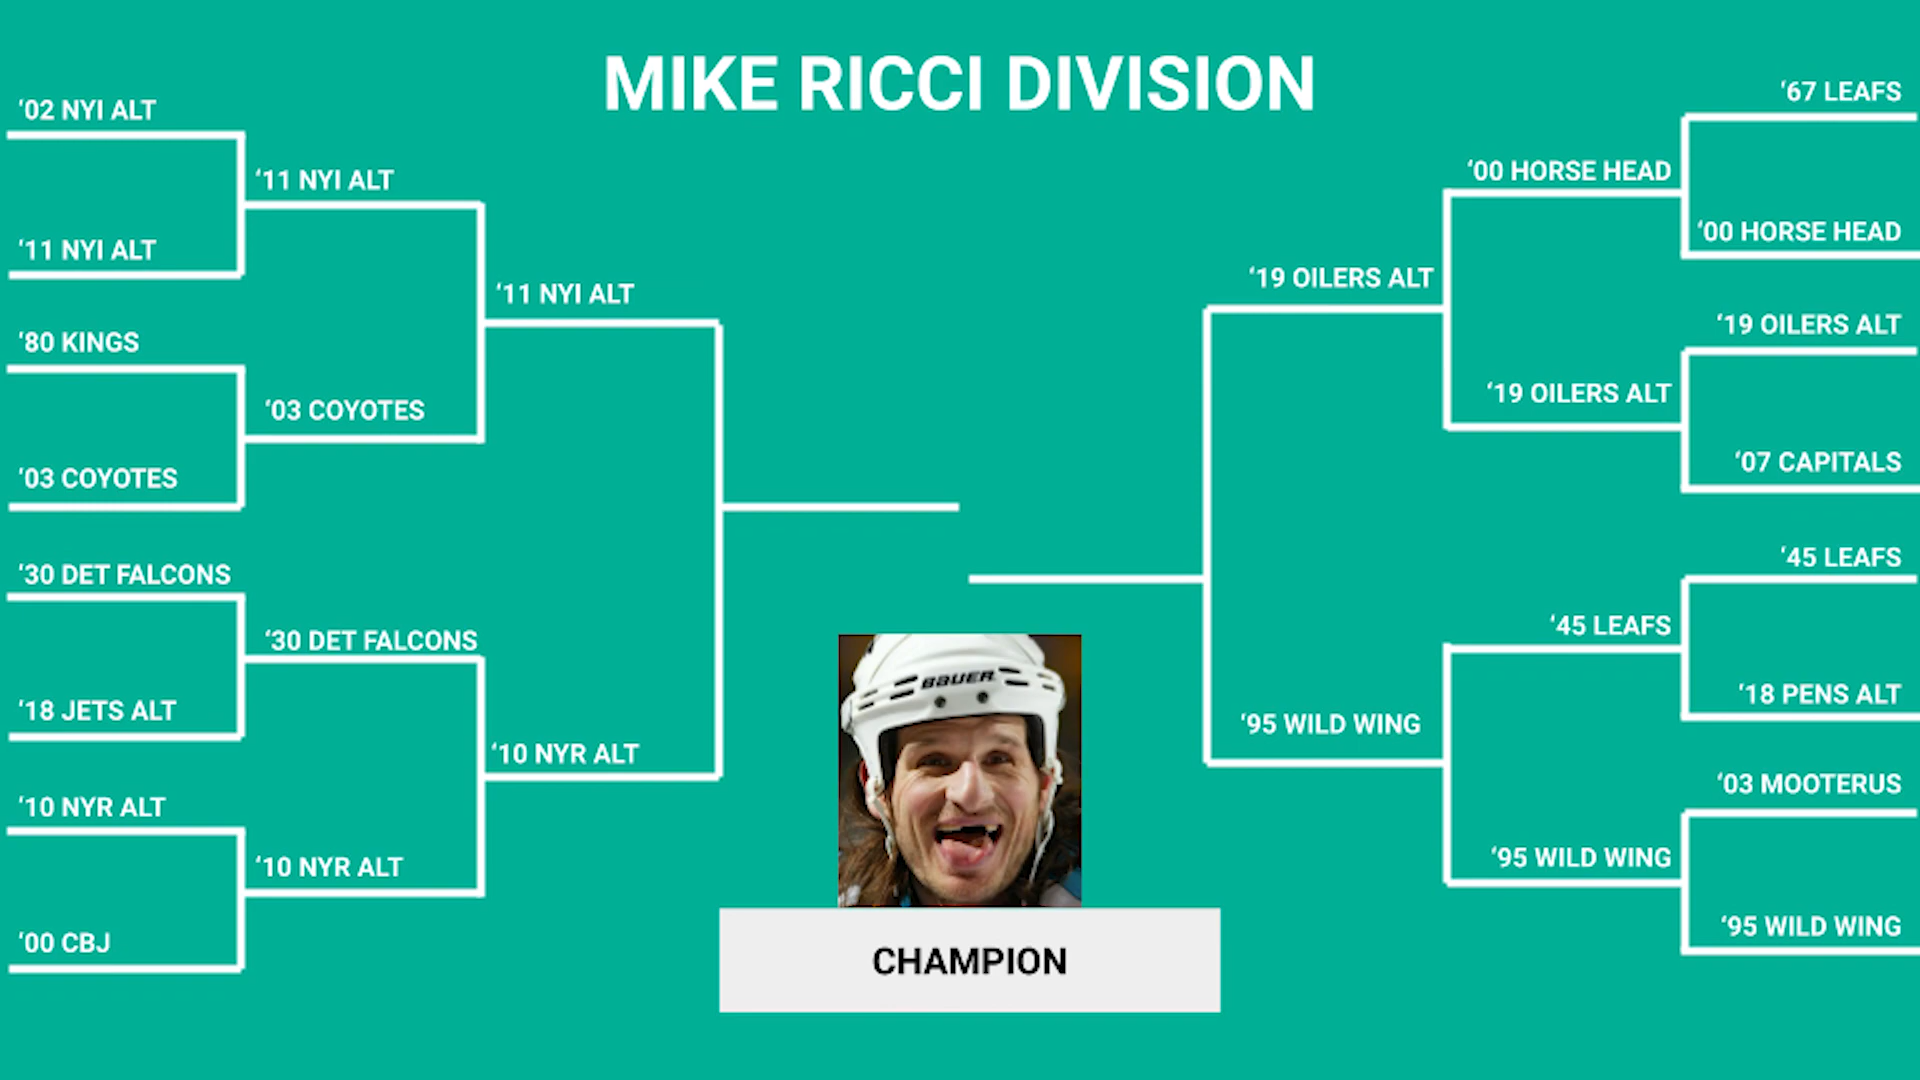 MIKE RICCI DIVISION
‘02 NYI ALT
‘11 NYI ALT
‘80 KINGS
‘03 COYOTES
‘30 DET FALCONS
‘18 JETS ALT
‘10 NYR ALT
‘00 CBJ
‘11 NYI ALT
‘03 COYOTES
‘30 DET FALCONS
‘10 NYR ALT
‘11 NYI ALT
‘10 NYR ALT
‘19 OILERS ALT
‘95 WILD WING
‘00 HORSE HEAD
‘19 OILERS ALT
‘45 LEAFS
‘95 WILD WING
‘67 LEAFS
‘00 HORSE HEAD
‘19 OILERS ALT
‘07 CAPITALS
‘45 LEAFS
‘18 PENS ALT
‘03 MOOTERUS
‘95 WILD WING
BAUER
CHAMPION